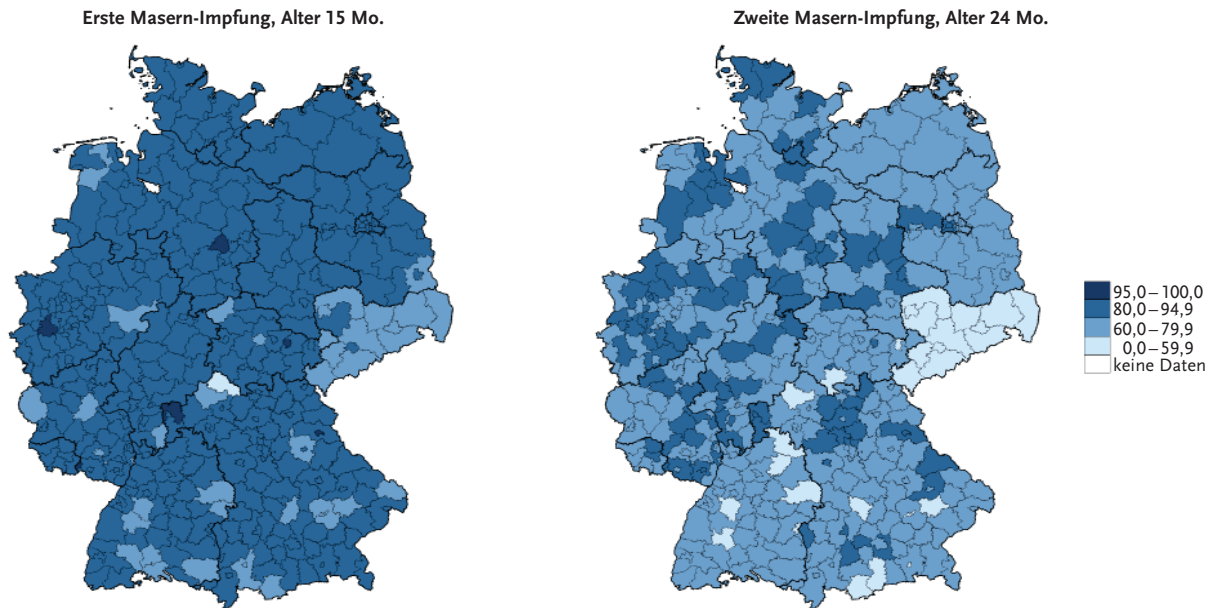 Erste Masern-Impfung, Alter 15 Mo.
Zweite Masern-Impfung, Alter 24 Mo.
95,0–100,0
80,0–94,9
60,0–79,9
0,0–59,9
keine Daten